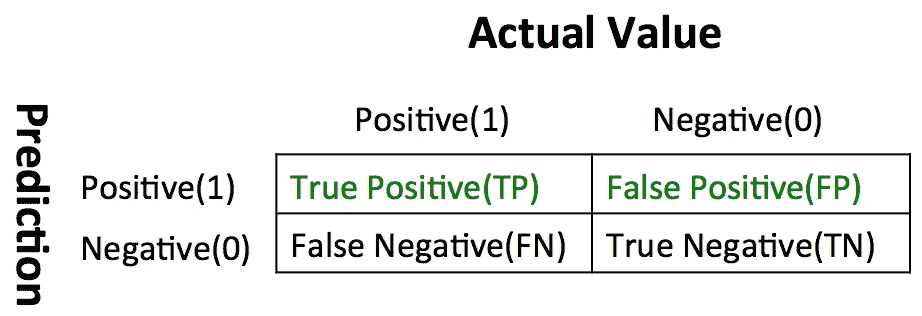 Actual Value
Prediction
Positive(1) Negative(0)
Positive(1) True Positive(TP) False Positive(FP)
Negative(0) False Negative(FN) True Negative(TN)